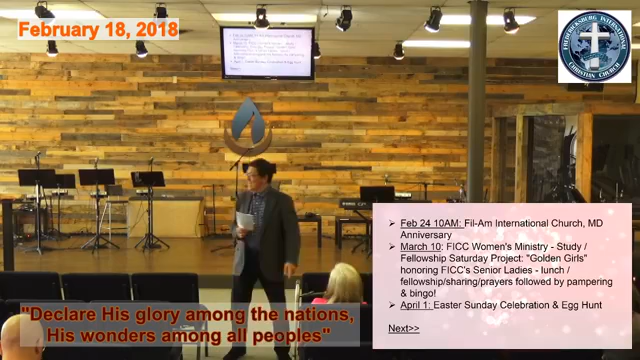 February 18, 2018
FREDERICKSBURG INTERNATIONAL
CHRISTIAN CHURCH
➢ Feb 24 10AM: Fil-Am International Church, MD
Anniversary
➢ March 10: FICC Women's Ministry - Study /
Fellowship Saturday Project: "Golden Girls"
honoring FICC's Senior Ladies - lunch /
fellowship/sharing/prayers followed by pampering
& bingo!
➢ April 1: Easter Sunday Celebration & Egg Hunt
Next>>
"Declare His glory among the nations,
His wonders among all peoples"